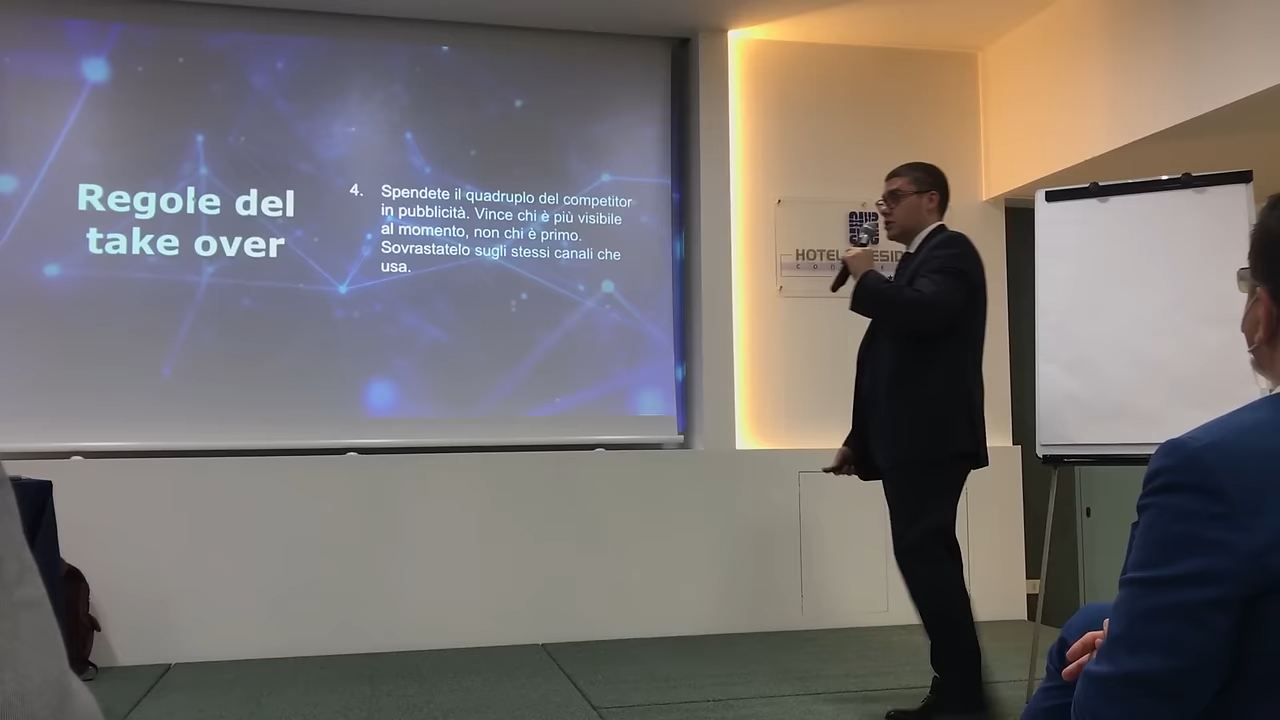 Regole del
take over
4. Spendete il quadruplo del competitor
in pubblicità. Vince chi è più visibile
al momento, non chi è primo.
Sovrastatelo sugli stessi canali che
usa.
HOTEL